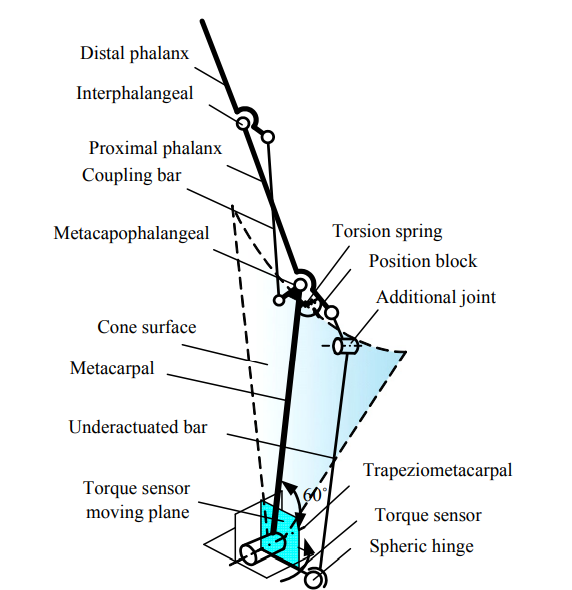 Distal phalanx
Interphalangeal
Proximal phalanx
Coupling bar
Metacapophalangeal
Torsion spring
Position block
Additional joint
Cone surface
Metacarpal
Underactuated bar
Trapeziometacarpal
60°
Torque sensor
moving plane
Torque sensor
Spheric hinge